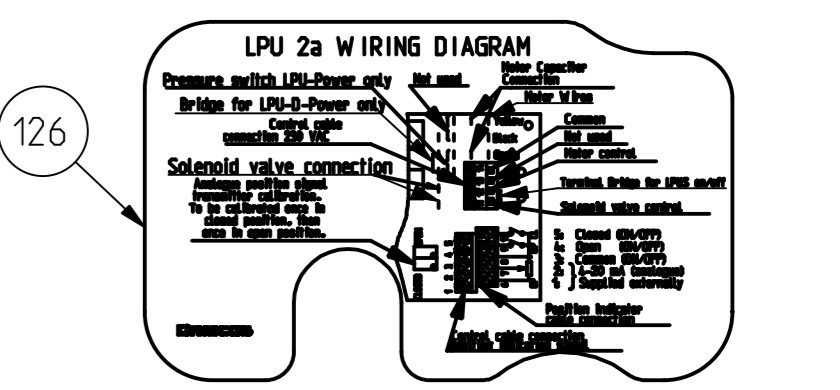 LPU 2a WIRING DIAGRAM
126
Pressure switch LPU-Power only
Bridge for LPU-D-Power only
Control cable
connection 230 VAC
Solenoid valve connection
Analogue position signal
transmitter calibration.
To be calibrated once in
closed position, then
once in open position.
Not used
Motor Capacitor
Connection
Motor Wires
Yellow
Black
Common
Not used
Motor control
Terminal Bridge for LPUS on/off
Solenoid valve control
OPEN
CLOSED
5: Closed (ON/OFF)
4: Open (ON/OFF)
3: Common (ON/OFF)
2: 4-20 mA (analogue)
1: Supplied externally
Position Indicator
cable connection
Control cable connection